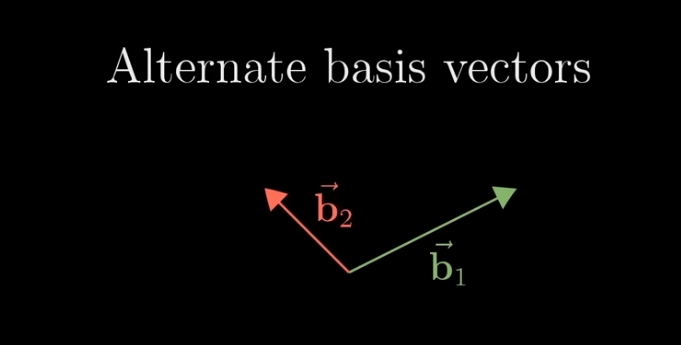 Alternate basis vectors
b⃗₂
b⃗₁